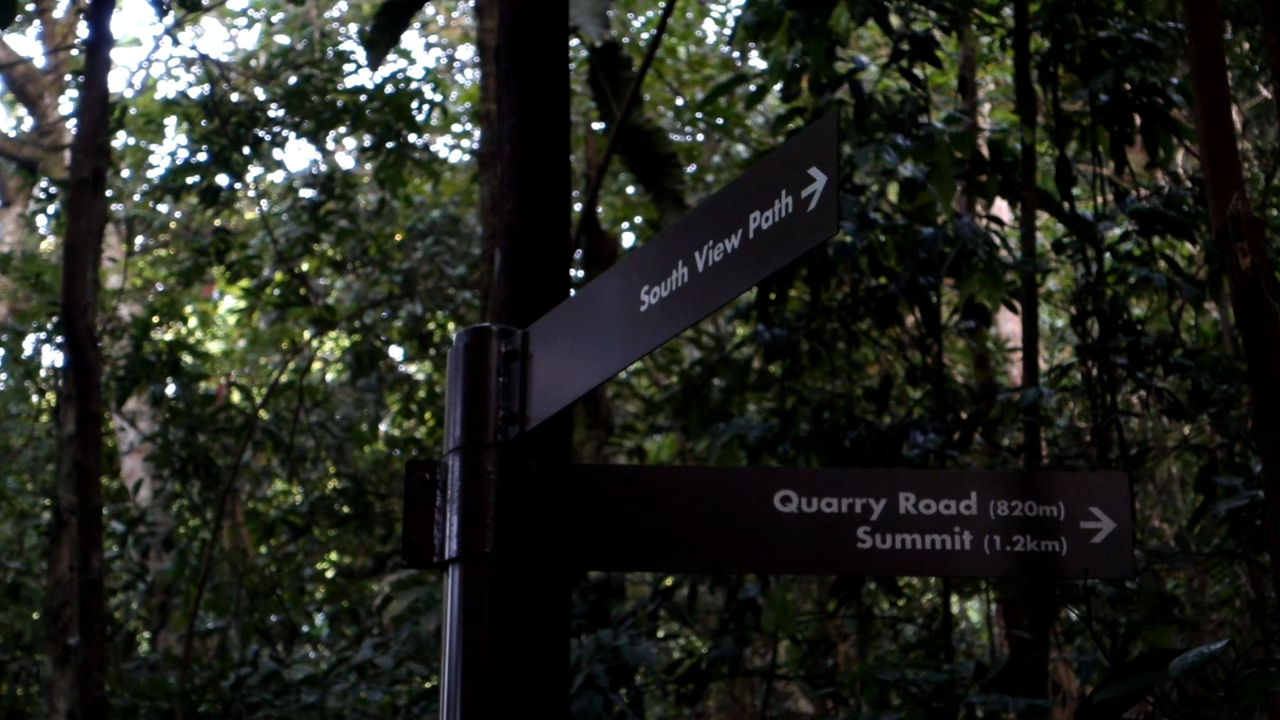 South View Path →
Quarry Road (820m) →
Summit (1.2km)